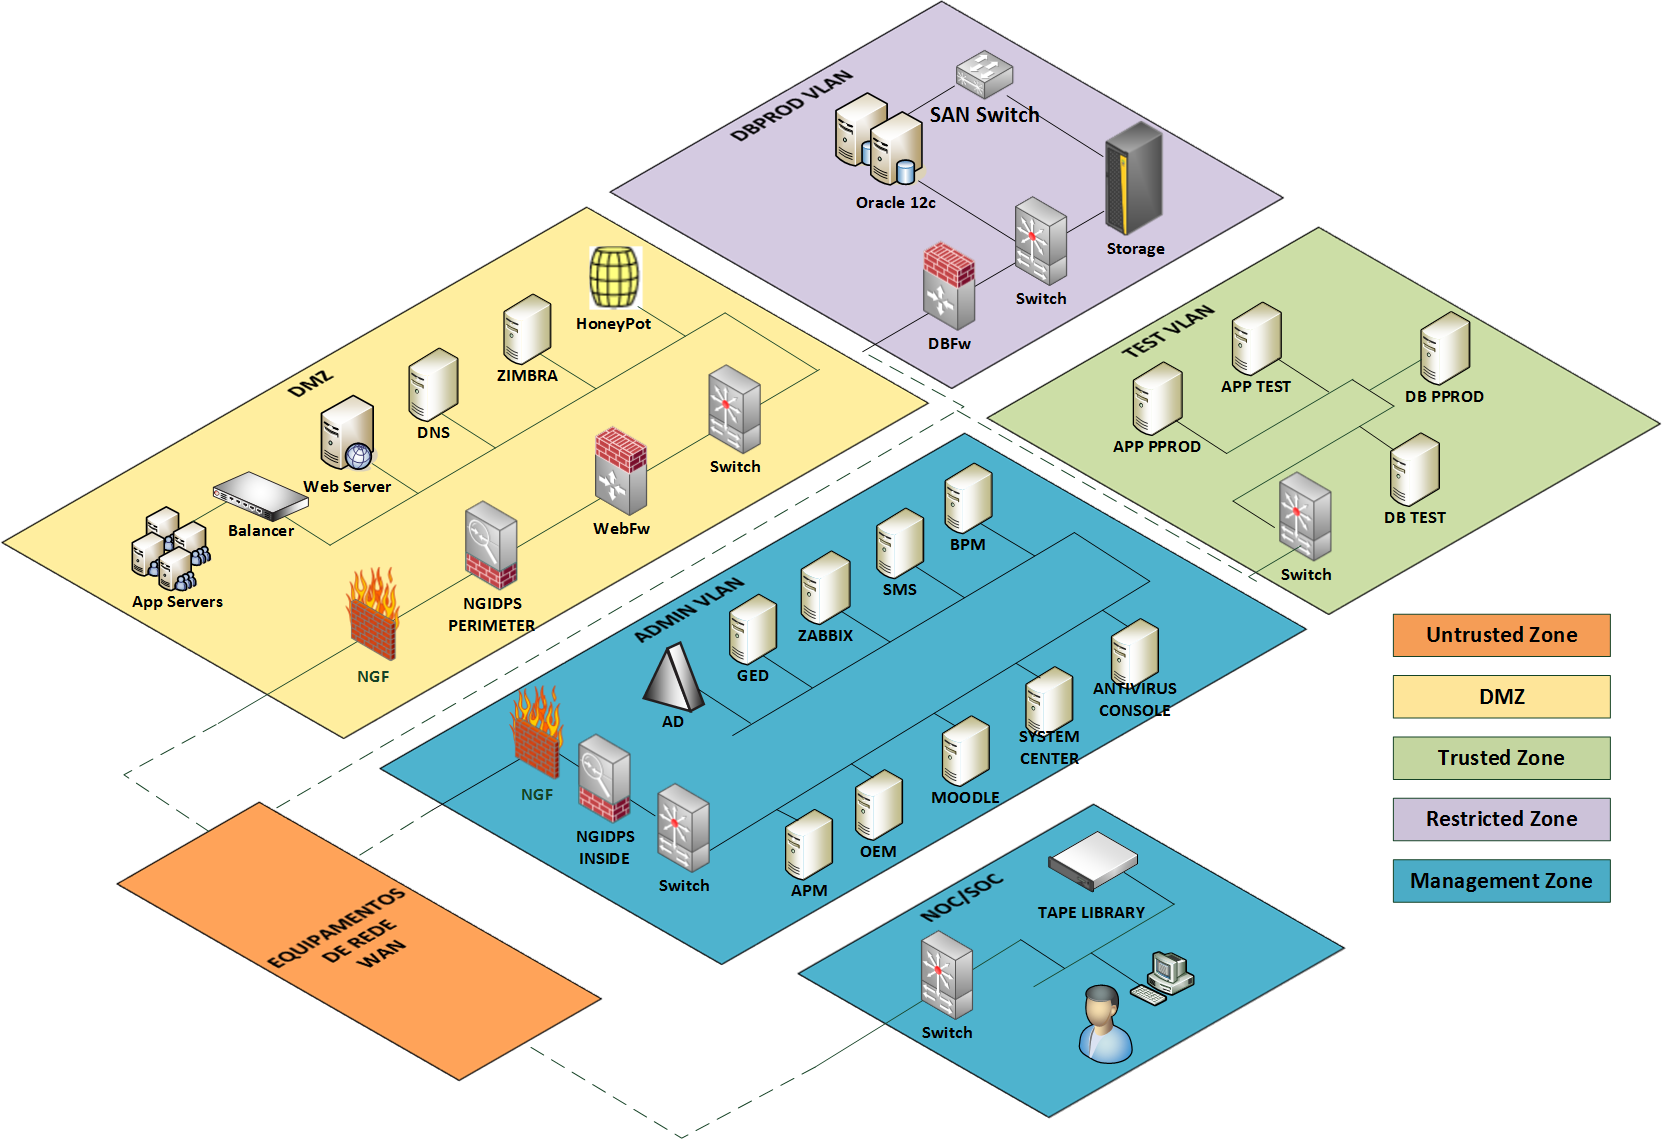 DBPROD VLAN
SAN Switch
Oracle 12c
Storage
Switch
DBFw
DMZ
HoneyPot
ZIMBRA
DNS
Web Server
Balancer
App Servers
Switch
WebFw
NGIDPS
PERIMETER
NGF
TEST VLAN
APP TEST
DB PPROD
APP PPROD
DB TEST
Switch
ADMIN VLAN
BPM
SMS
ZABBIX
GED
AD
ANTIVIRUS
CONSOLE
SYSTEM
CENTER
MOODLE
OEM
APM
NGF
NGIDPS
INSIDE
Switch
NOC/SOC
TAPE LIBRARY
Switch
EQUIPAMENTOS
DE REDE
WAN
Untrusted Zone
DMZ
Trusted Zone
Restricted Zone
Management Zone